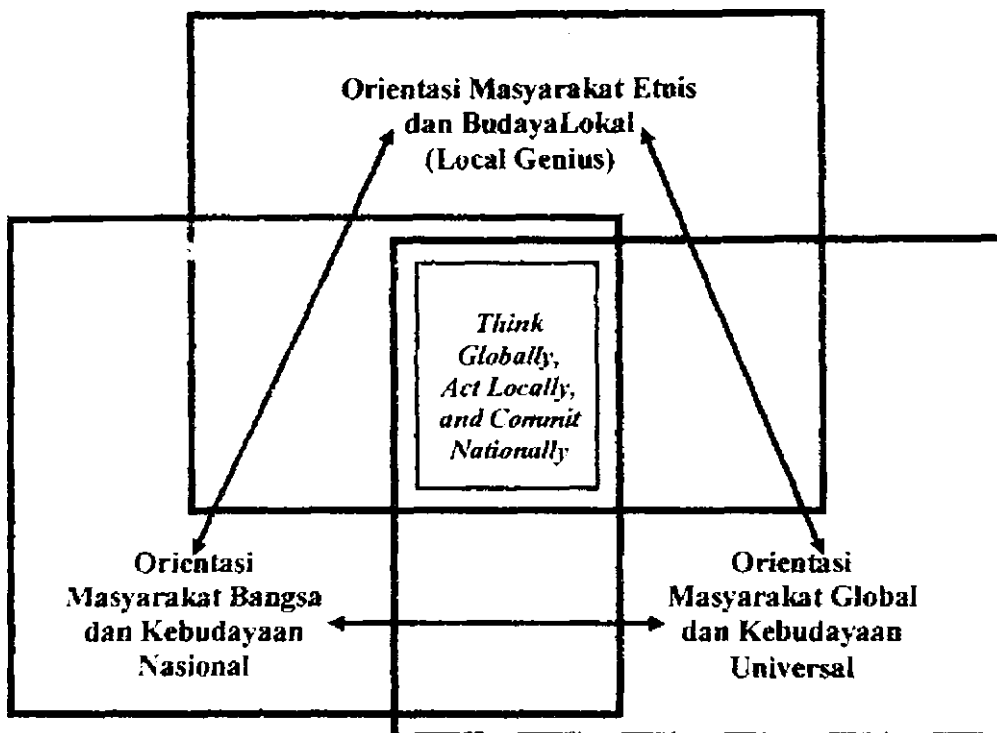 Orientasi Masyarakat Etnis
dan BudayaLokal
(Local Genius)
Think
Globally,
Act Locally,
and Commit
Nationally
Orientasi
Masyarakat Bangsa
dan Kebudayaan
Nasional
Orientasi
Masyarakat Global
dan Kebudayaan
Universal